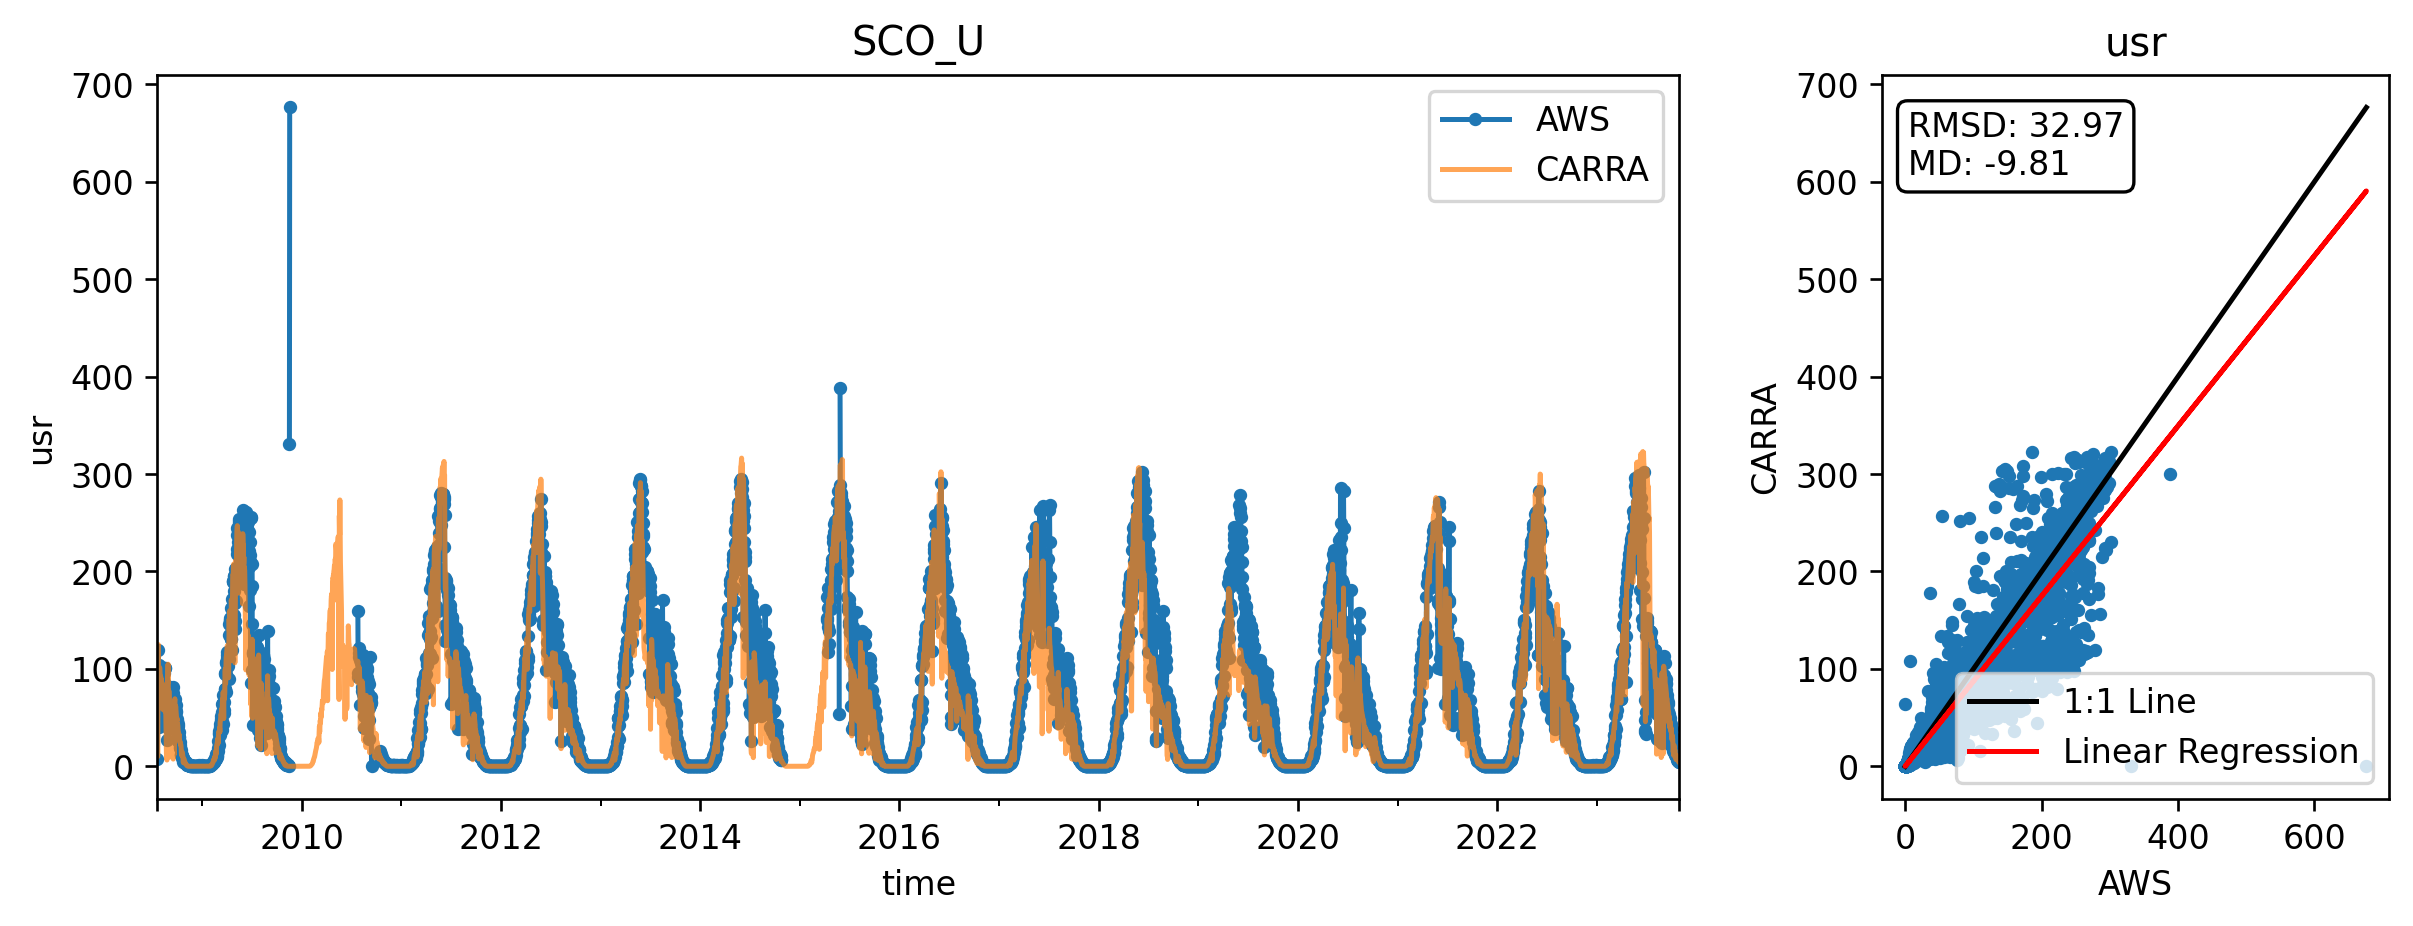 SCO_U
700
600
500
400
300
200
100
0
usr
AWS
CARRA
2010 2012 2014 2016 2018 2020 2022
time
usr
700
600
500
400
300
200
100
0
CARRA
RMSD: 32.97
MD: -9.81
1:1 Line
Linear Regression
0 200 400 600
AWS